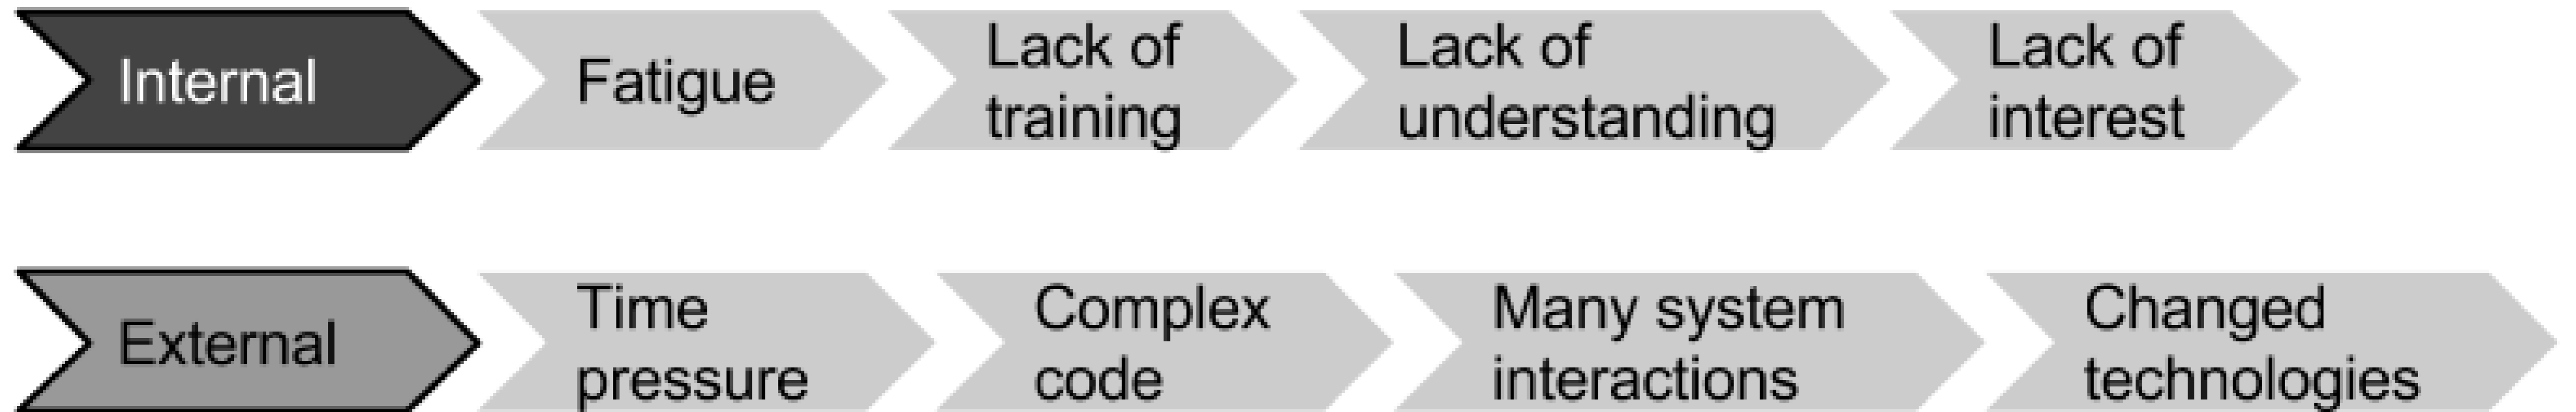 Internal
Fatigue
Lack of
training
Lack of
understanding
Lack of
interest
External
Time
pressure
Complex
code
Many system
interactions
Changed
technologies